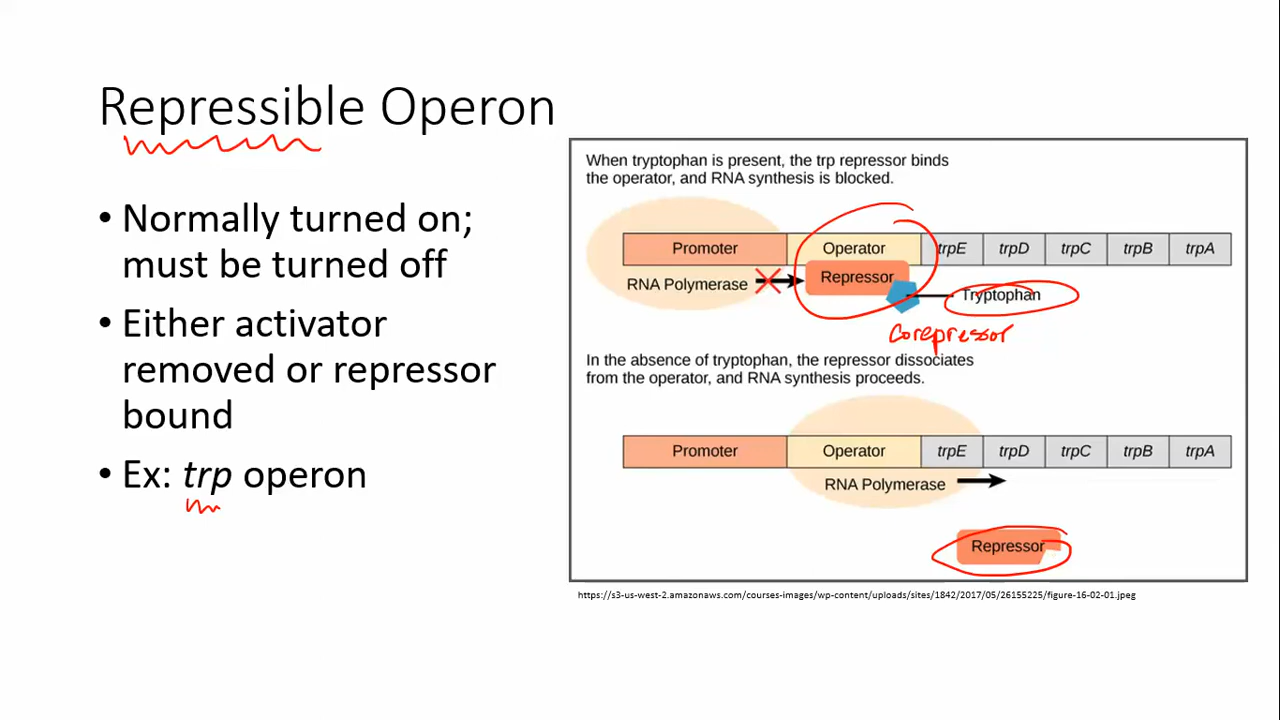 Repressible Operon
• Normally turned on;
must be turned off
• Either activator
removed or repressor
bound
• Ex: trp operon
When tryptophan is present, the trp repressor binds
the operator, and RNA synthesis is blocked.
Promoter Operator trpE trpD trpC trpB trpA
RNA Polymerase Repressor
Tryptophan
Corepressor
In the absence of tryptophan, the repressor dissociates
from the operator, and RNA synthesis proceeds.
Promoter Operator trpE trpD trpC trpB trpA
RNA Polymerase
Repressor
https://s3-us-west-2.amazonaws.com/courses-images/wp-content/uploads/sites/1842/2017/05/26155225/figure-16-02-01.jpeg